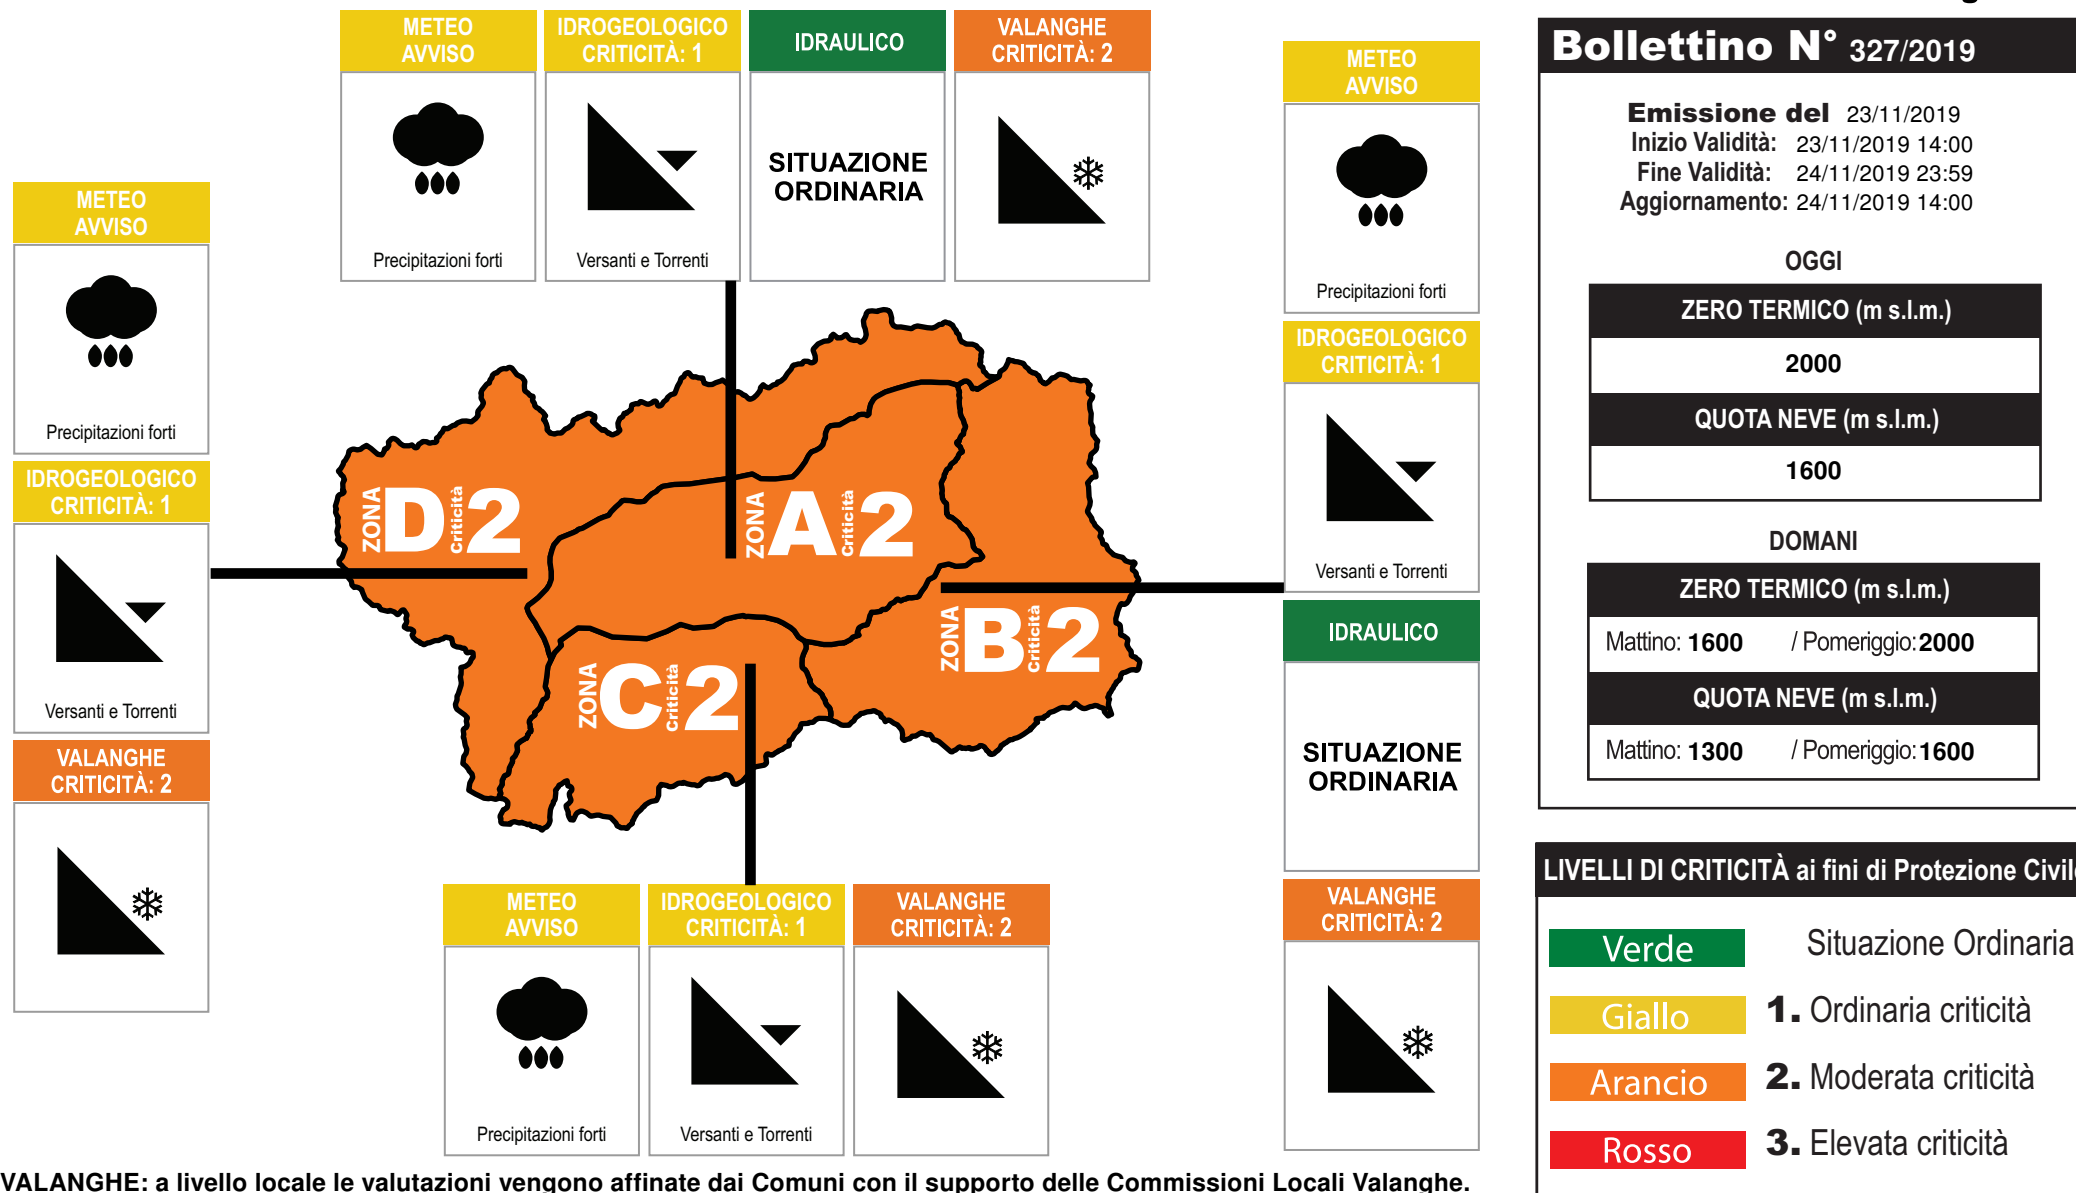 METEO
AVVISO
Precipitazioni forti
IDROGEOLOGICO
CRITICITÀ: 1
Versanti e Torrenti
IDRAULICO
SITUAZIONE
ORDINARIA
VALANGHE
CRITICITÀ: 2
METEO
AVVISO
Precipitazioni forti
IDROGEOLOGICO
CRITICITÀ: 1
Versanti e Torrenti
VALANGHE
CRITICITÀ: 2
ZONA D Criticità 2
ZONA A Criticità 2
ZONA B Criticità 2
ZONA C Criticità 2
METEO
AVVISO
Precipitazioni forti
IDROGEOLOGICO
CRITICITÀ: 1
Versanti e Torrenti
IDRAULICO
SITUAZIONE
ORDINARIA
VALANGHE
CRITICITÀ: 2
METEO
AVVISO
Precipitazioni forti
IDROGEOLOGICO
CRITICITÀ: 1
Versanti e Torrenti
VALANGHE
CRITICITÀ: 2
VALANGHE: a livello locale le valutazioni vengono affinate dai Comuni con il supporto delle Commissioni Locali Valanghe.
Bollettino N° 327/2019
Emissione del 23/11/2019
Inizio Validità: 23/11/2019 14:00
Fine Validità: 24/11/2019 23:59
Aggiornamento: 24/11/2019 14:00
OGGI
ZERO TERMICO (m s.l.m.)
2000
QUOTA NEVE (m s.l.m.)
1600
DOMANI
ZERO TERMICO (m s.l.m.)
Mattino: 1600 / Pomeriggio: 2000
QUOTA NEVE (m s.l.m.)
Mattino: 1300 / Pomeriggio: 1600
LIVELLI DI CRITICITÀ ai fini di Protezione Civile
Verde Situazione Ordinaria
Giallo 1. Ordinaria criticità
Arancio 2. Moderata criticità
Rosso 3. Elevata criticità